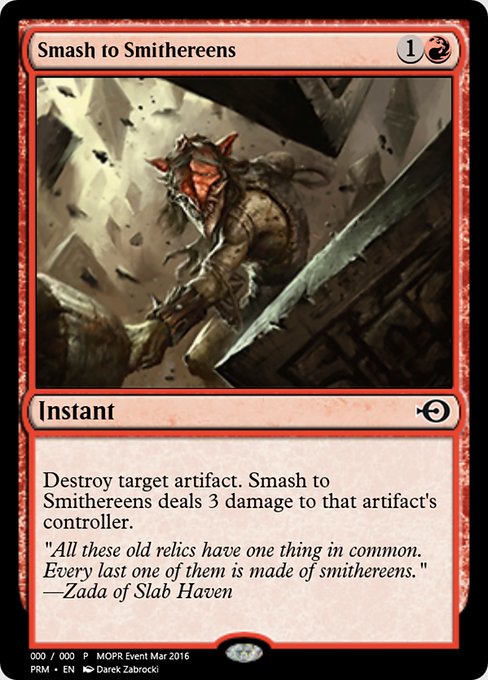 Smash to Smithereens 1
Instant
Destroy target artifact. Smash to
Smithereens deals 3 damage to that artifact's
controller.
"All these old relics have one thing in common.
Every last one of them is made of smithereens."
—Zada of Slab Haven
000 / 000 P MOPR Event Mar 2016
PRM • EN Darek Zabrocki